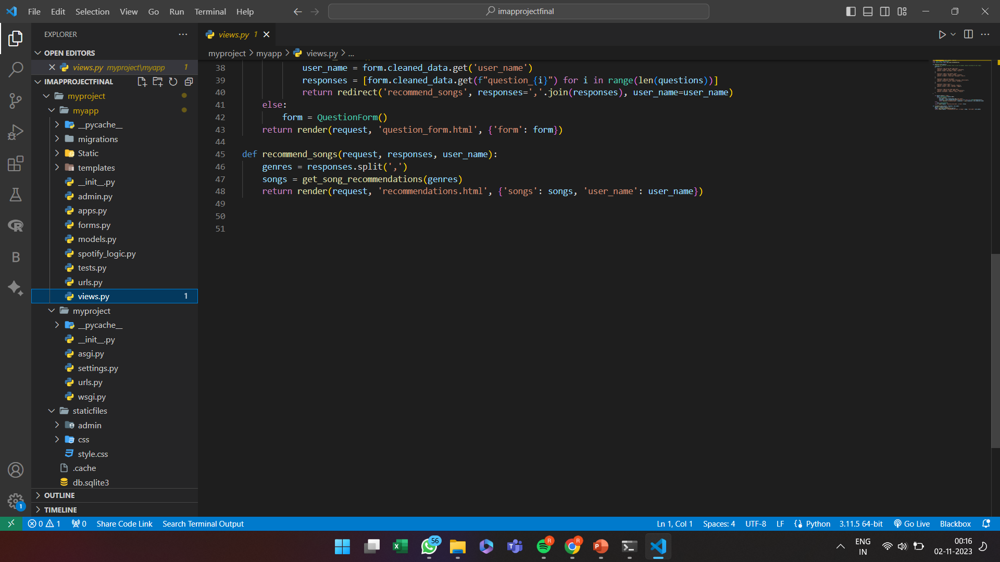 File Edit Selection View Go Run Terminal Help
imapprojectfinal
EXPLORER
OPEN EDITORS
views.py myproject\myapp 1
IMAPPROJECTFINAL
myproject
myapp
__pycache__
migrations
Static
templates
__init__.py
admin.py
apps.py
forms.py
models.py
spotify_logic.py
tests.py
urls.py
views.py 1
myproject
__pycache__
__init__.py
asgi.py
settings.py
urls.py
wsgi.py
staticfiles
admin
css
style.css
.cache
db.sqlite3
OUTLINE
TIMELINE
B
1
views.py 1
myproject > myapp > views.py > ...
38 user_name = form.cleaned_data.get('user_name')
39 responses = [form.cleaned_data.get(f"question_{i}") for i in range(len(questions))]
40 return redirect('recommend_songs', responses=','.join(responses), user_name=user_name)
41 else:
42 form = QuestionForm()
43 return render(request, 'question_form.html', {'form': form})
44
45 def recommend_songs(request, responses, user_name):
46 genres = responses.split(',')
47 songs = get_song_recommendations(genres)
48 return render(request, 'recommendations.html', {'songs': songs, 'user_name': user_name})
49
50
51
0 1 0 Share Code Link Search Terminal Output Ln 1, Col 1 Spaces: 4 UTF-8 LF Python 3.11.5 64-bit Go Live Blackbox
56
R
R
ENG
IN
00:16
02-11-2023